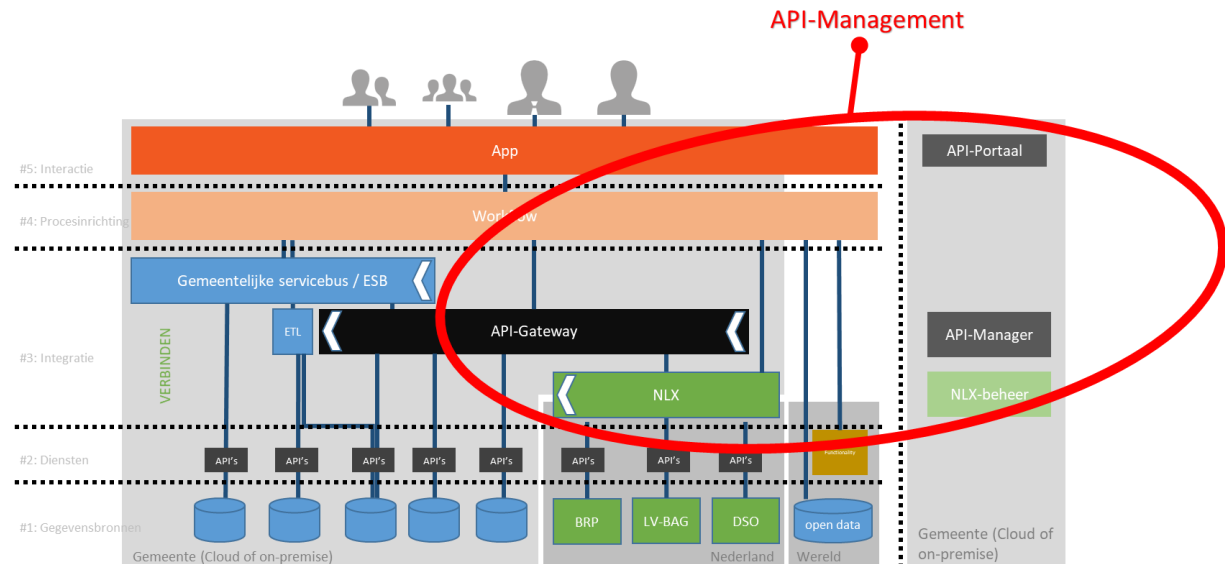 API-Management
App
API-Portaal
#5: Interactie
#4: Procesinrichting
Workflow
Gemeentelijke servicebus / ESB
ETL
API-Gateway
API-Manager
#3: Integratie
VERBINDEN
NLX
NLX-beheer
#2: Diensten
API's
API's
API's
API's
API's
API's
API's
API's
Functionality
#1: Gegevensbronnen
BRP
LV-BAG
DSO
open data
Gemeente (Cloud of on-premise)
Nederland
Wereld
Gemeente (Cloud of
on-premise)